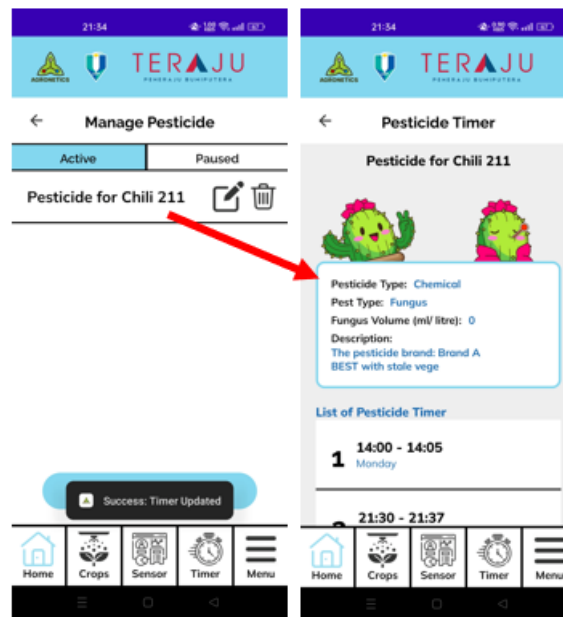 21:34
AGRONETICS
TERAJU
PENERAJU BUMIPUTERA
Manage Pesticide
Active
Paused
Pesticide for Chili 211
Success: Timer Updated
Home
Crops
Sensor
Timer
Menu
21:34
AGRONETICS
TERAJU
PENERAJU BUMIPUTERA
Pesticide Timer
Pesticide for Chili 211
Pesticide Type: Chemical
Pest Type: Fungus
Fungus Volume (ml/ litre): 0
Description:
The pesticide brand: Brand A
BEST with stale vege
List of Pesticide Timer
1
14:00 - 14:05
Monday
21:30 - 21:37
Home
Crops
Sensor
Timer
Menu